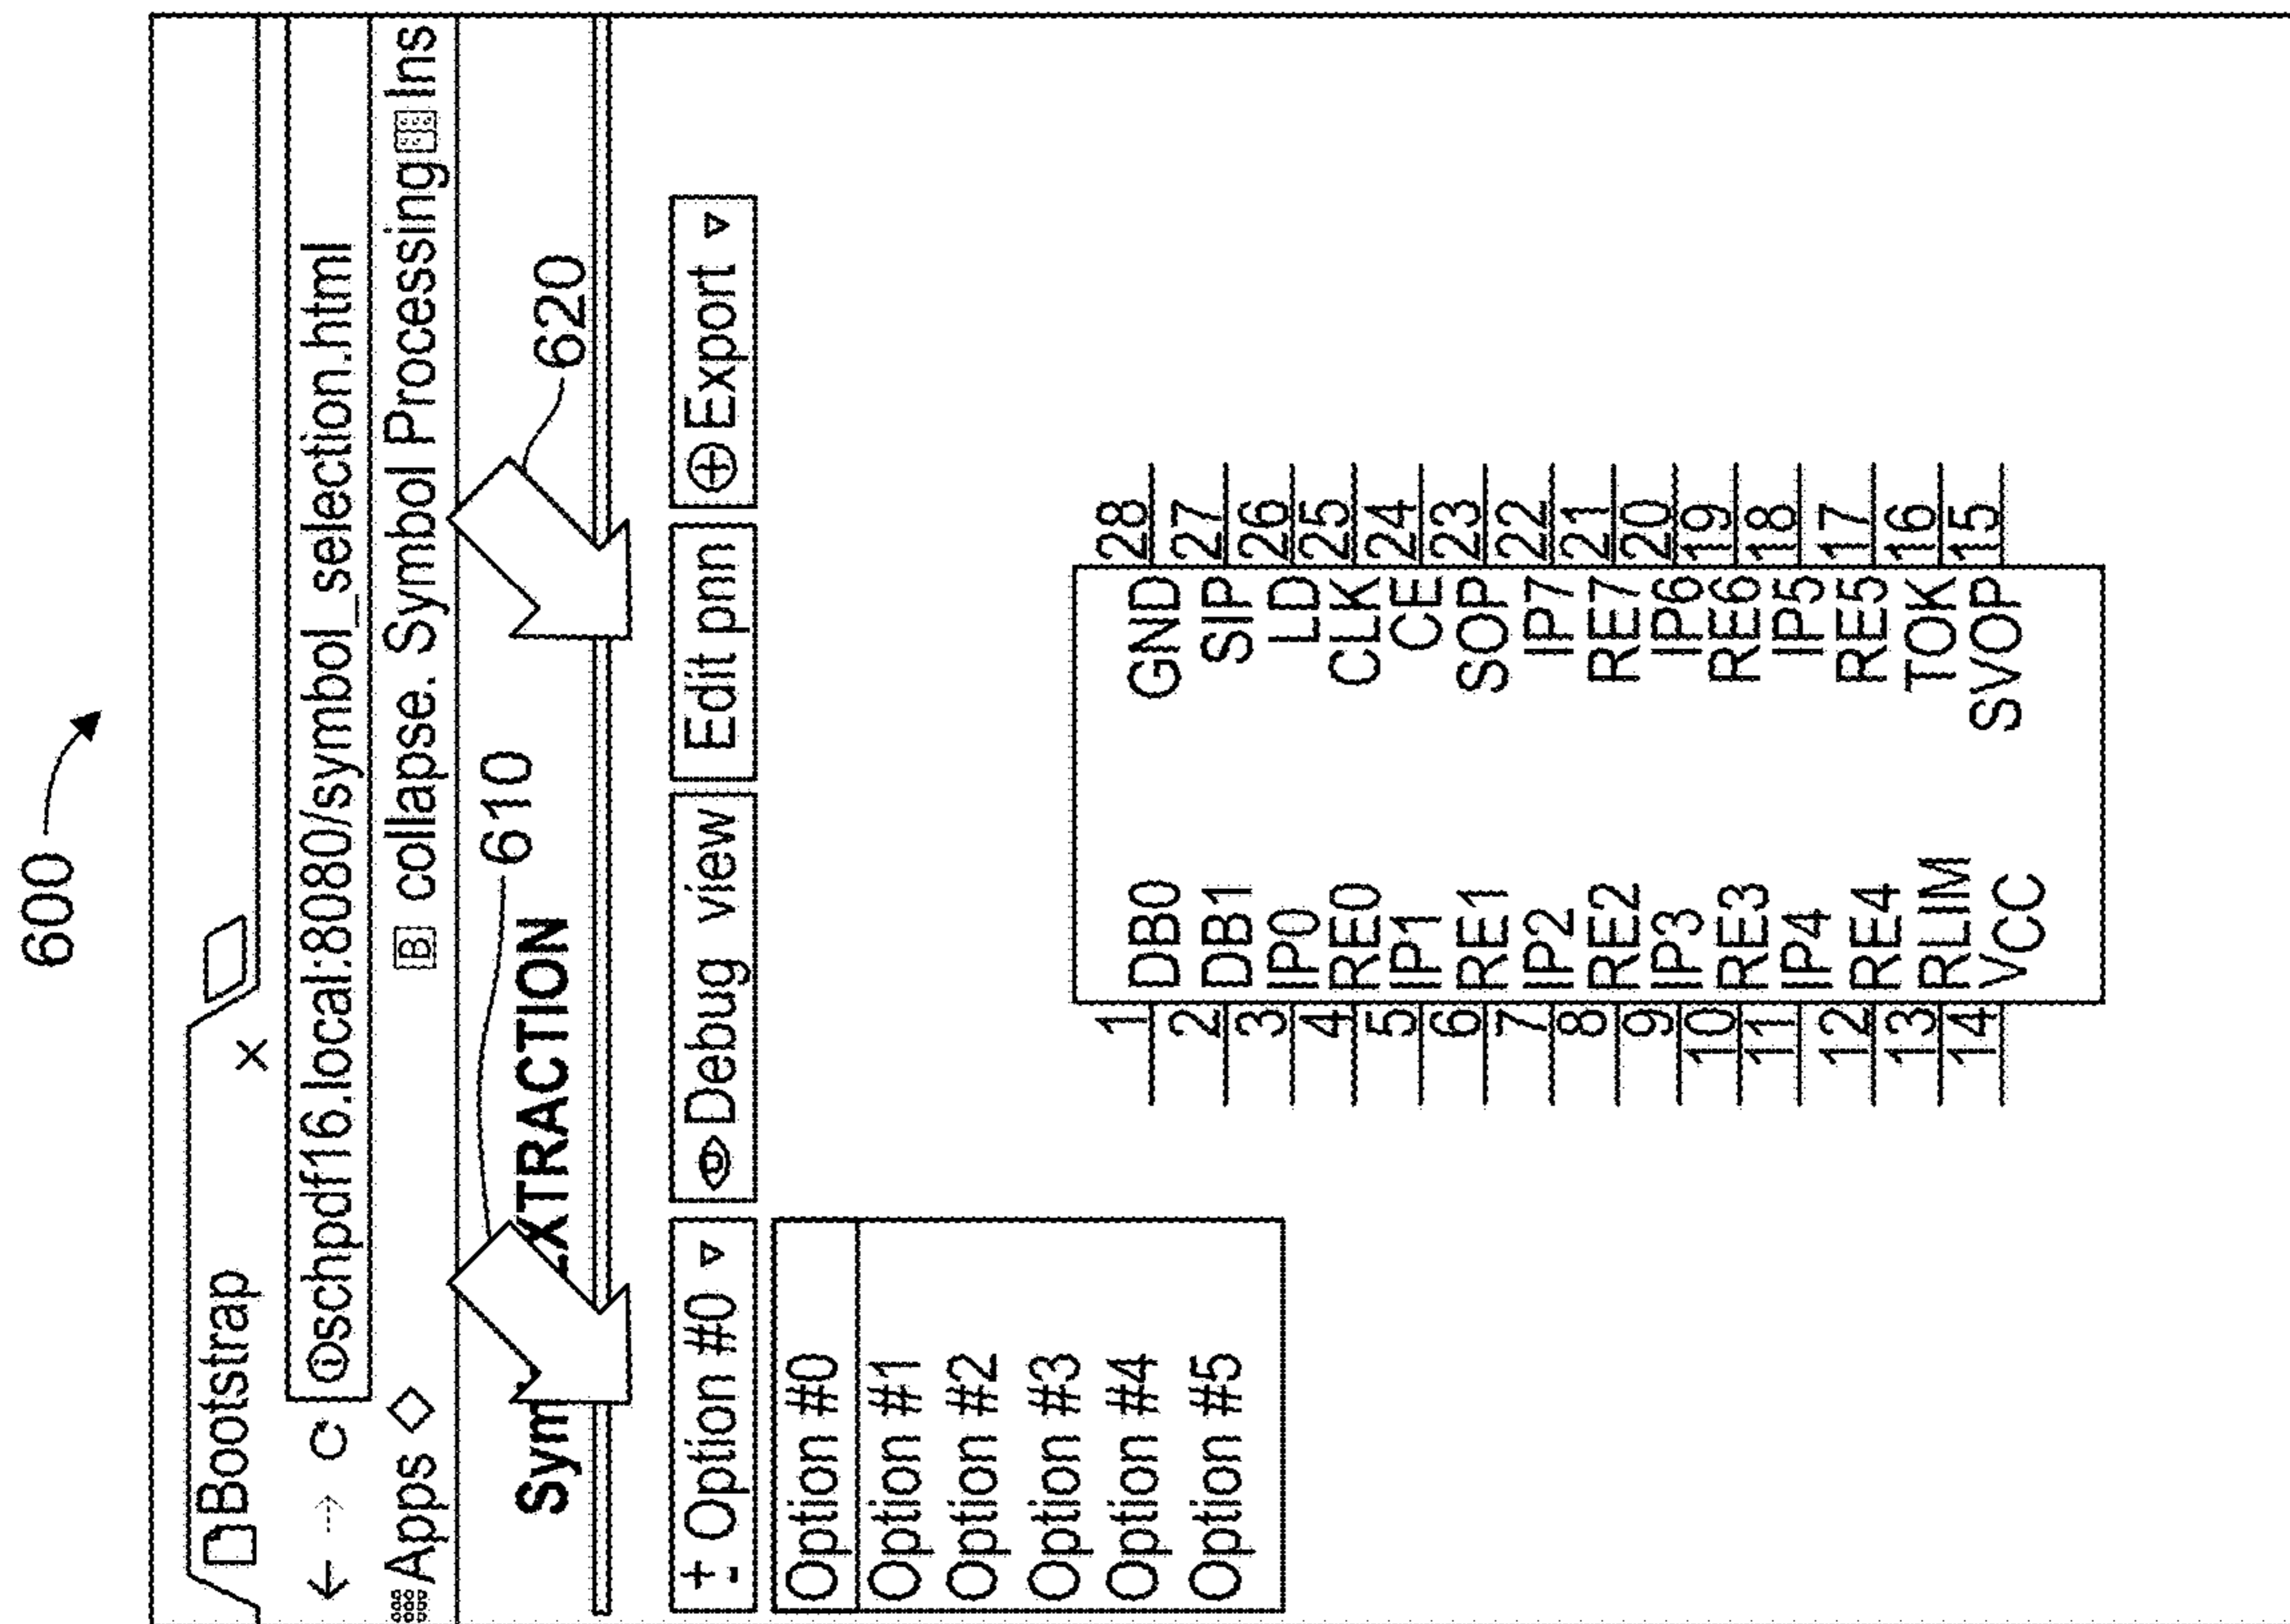 600
Bootstrap ×
schpdf16.local:8080/symbol_selection.html
Apps B collapse. Symbol Processing Ins
610
620
Sym XTRACTION
Option #0 Debug view Edit pnn Export
Option #0
Option #1
Option #2
Option #3
Option #4
Option #5
1 DB0 GND 28
2 DB1 SIP 27
3 IP0 LD 26
4 RE0 CLK 25
5 IP1 CE 24
6 RE1 SOP 23
7 IP2 IP7 22
8 RE2 RE7 21
9 IP3 IP6 20
10 RE3 RE6 19
11 IP4 IP5 18
12 RE4 RE5 17
13 RLIM TOK 16
14 VCC SVOP 15